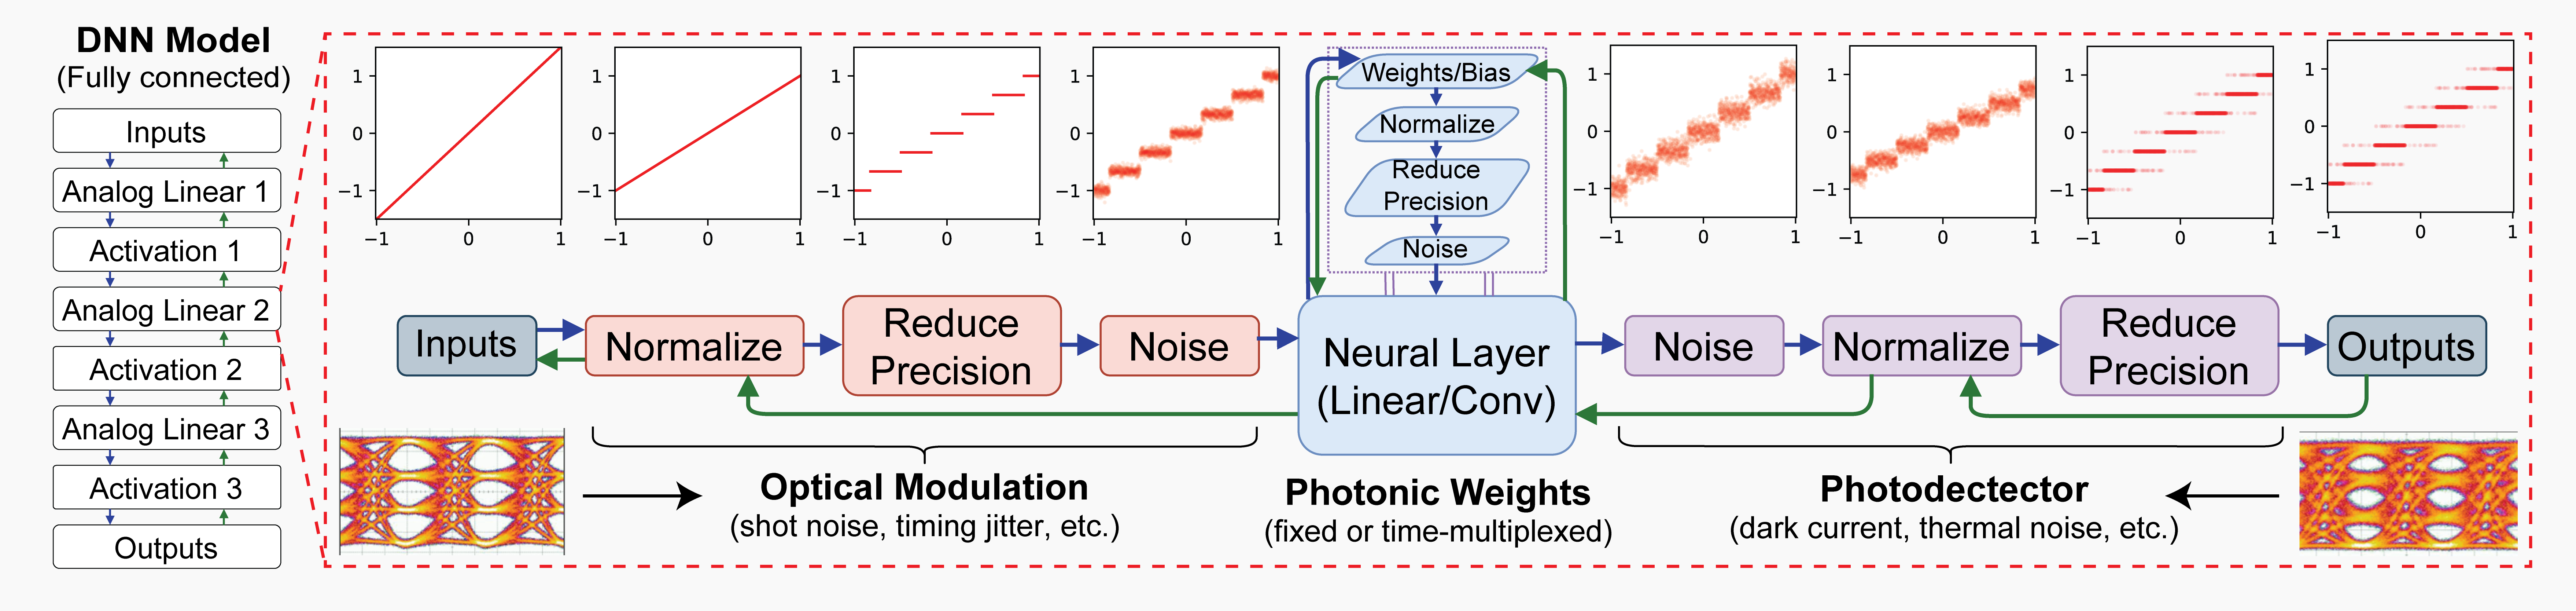 DNN Model
(Fully connected)
Inputs
Analog Linear 1
Activation 1
Analog Linear 2
Activation 2
Analog Linear 3
Activation 3
Outputs
1
0
−1
−1 0 1
1
0
−1
−1 0 1
1
0
−1
−1 0 1
1
0
−1
−1 0 1
Weights/Bias
Normalize
Reduce
Precision
Noise
1
0
−1
−1 0 1
1
0
−1
−1 0 1
1
0
−1
−1 0 1
1
0
−1
−1 0 1
Inputs
Normalize
Reduce
Precision
Noise
Neural Layer
(Linear/Conv)
Noise
Normalize
Reduce
Precision
Outputs
Optical Modulation
(shot noise, timing jitter, etc.)
Photonic Weights
(fixed or time-multiplexed)
Photodectector
(dark current, thermal noise, etc.)